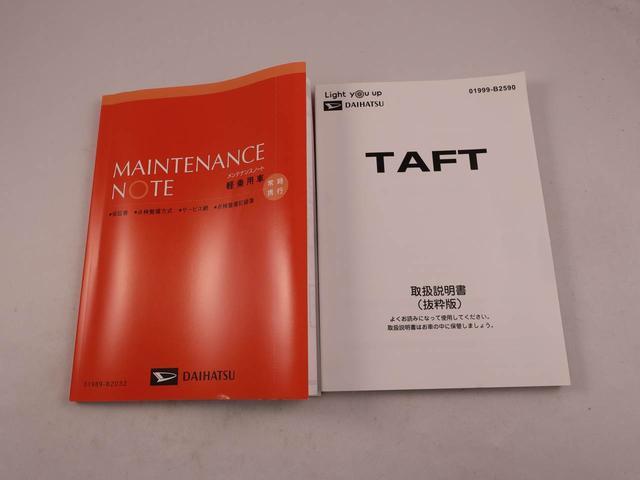 MAINTENANCE
NOTE
メンテナンスノート
軽乗用車
常時
携行
●保証書 ●点検整備方式 ●サービス網 ●点検整備記録簿
DAIHATSU
Light you up
DAIHATSU
01999-B2590
TAFT
取扱説明書
（抜粋版）
よくお読みになって使用してください。
取扱説明書はお車の中に保管しましょう。